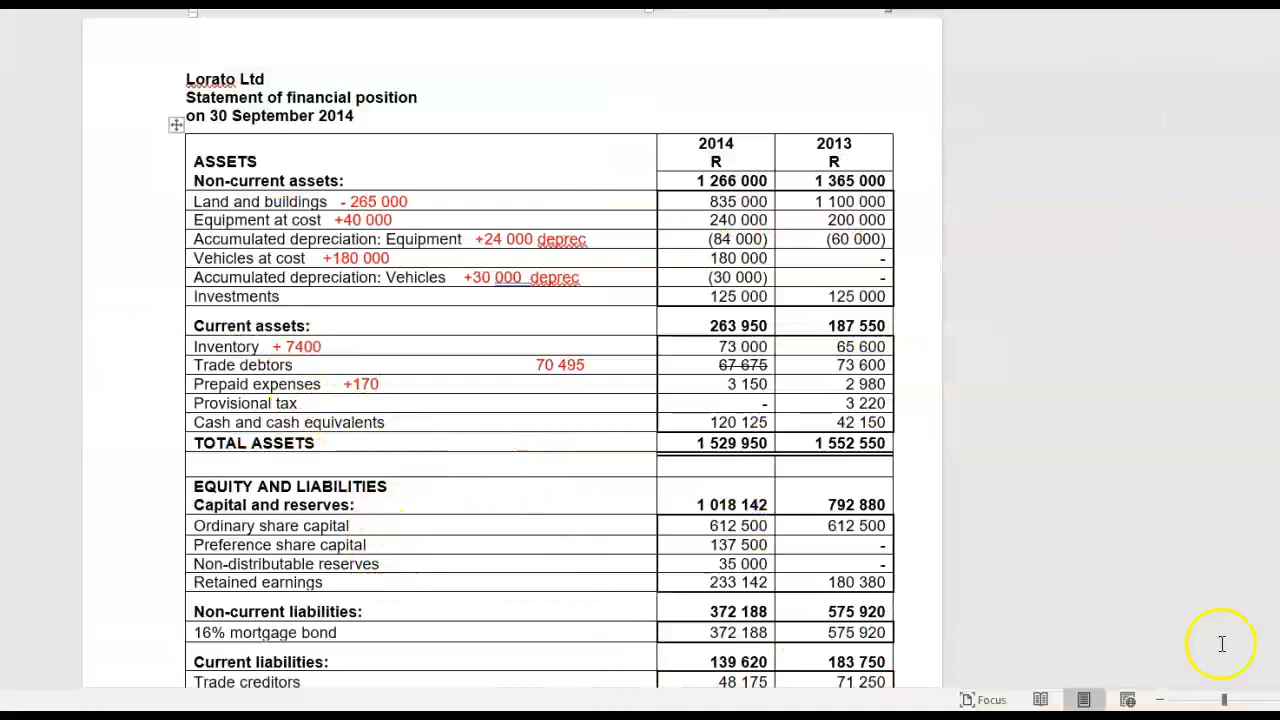 Lorato Ltd
Statement of financial position
on 30 September 2014
2014 2013
ASSETS R R
Non-current assets: 1 266 000 1 365 000
Land and buildings - 265 000 835 000 1 100 000
Equipment at cost +40 000 240 000 200 000
Accumulated depreciation: Equipment +24 000 deprec (84 000) (60 000)
Vehicles at cost +180 000 180 000 -
Accumulated depreciation: Vehicles +30 000 deprec (30 000) -
Investments 125 000 125 000
Current assets: 263 950 187 550
Inventory + 7400 73 000 65 600
Trade debtors 70 495 67 675 73 600
Prepaid expenses +170 3 150 2 980
Provisional tax - 3 220
Cash and cash equivalents 120 125 42 150
TOTAL ASSETS 1 529 950 1 552 550
EQUITY AND LIABILITIES
Capital and reserves: 1 018 142 792 880
Ordinary share capital 612 500 612 500
Preference share capital 137 500 -
Non-distributable reserves 35 000 -
Retained earnings 233 142 180 380
Non-current liabilities: 372 188 575 920
16% mortgage bond 372 188 575 920
Current liabilities: 139 620 183 750
Trade creditors 48 175 71 250
Focus